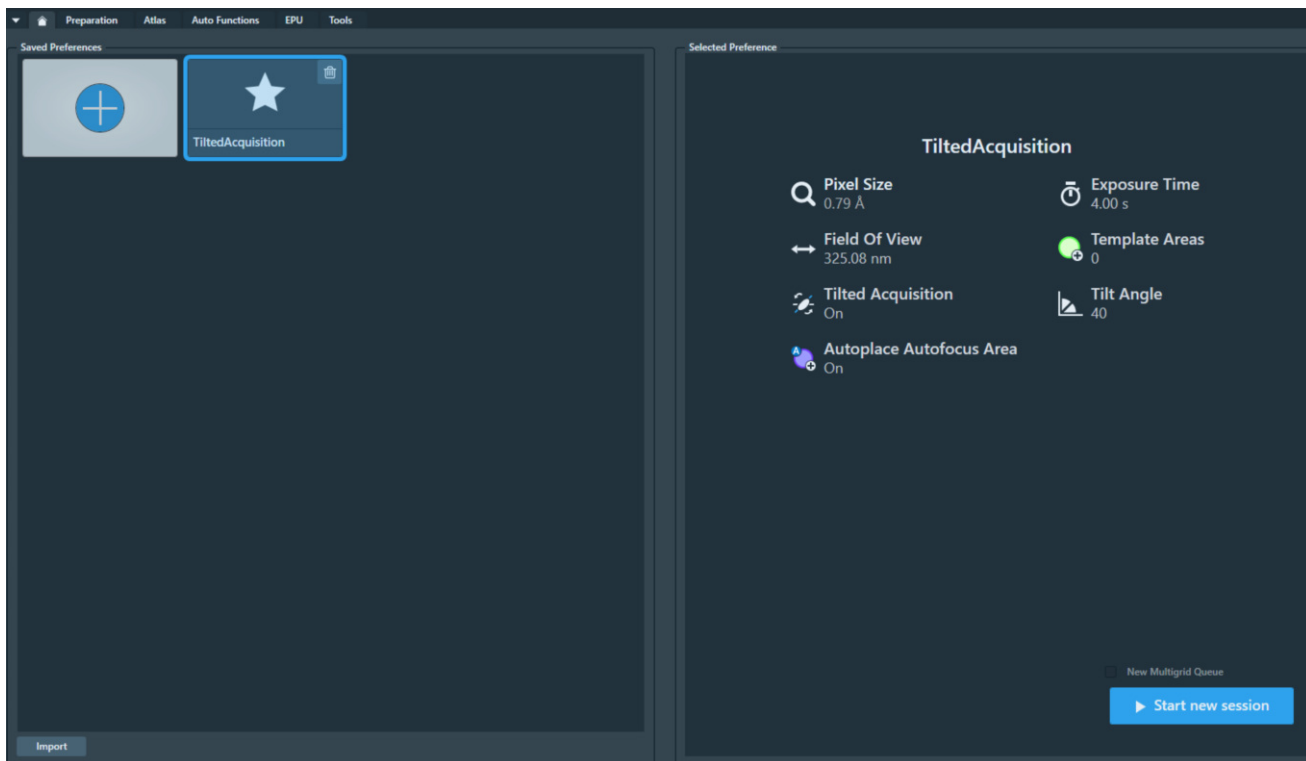 Preparation Atlas Auto Functions EPU Tools
Saved Preferences
TiltedAcquisition
Import
Selected Preference
TiltedAcquisition
Pixel Size
0.79 Å
Exposure Time
4.00 s
Field Of View
325.08 nm
Template Areas
0
Tilted Acquisition
On
Tilt Angle
40
Autoplace Autofocus Area
On
New Multigrid Queue
Start new session